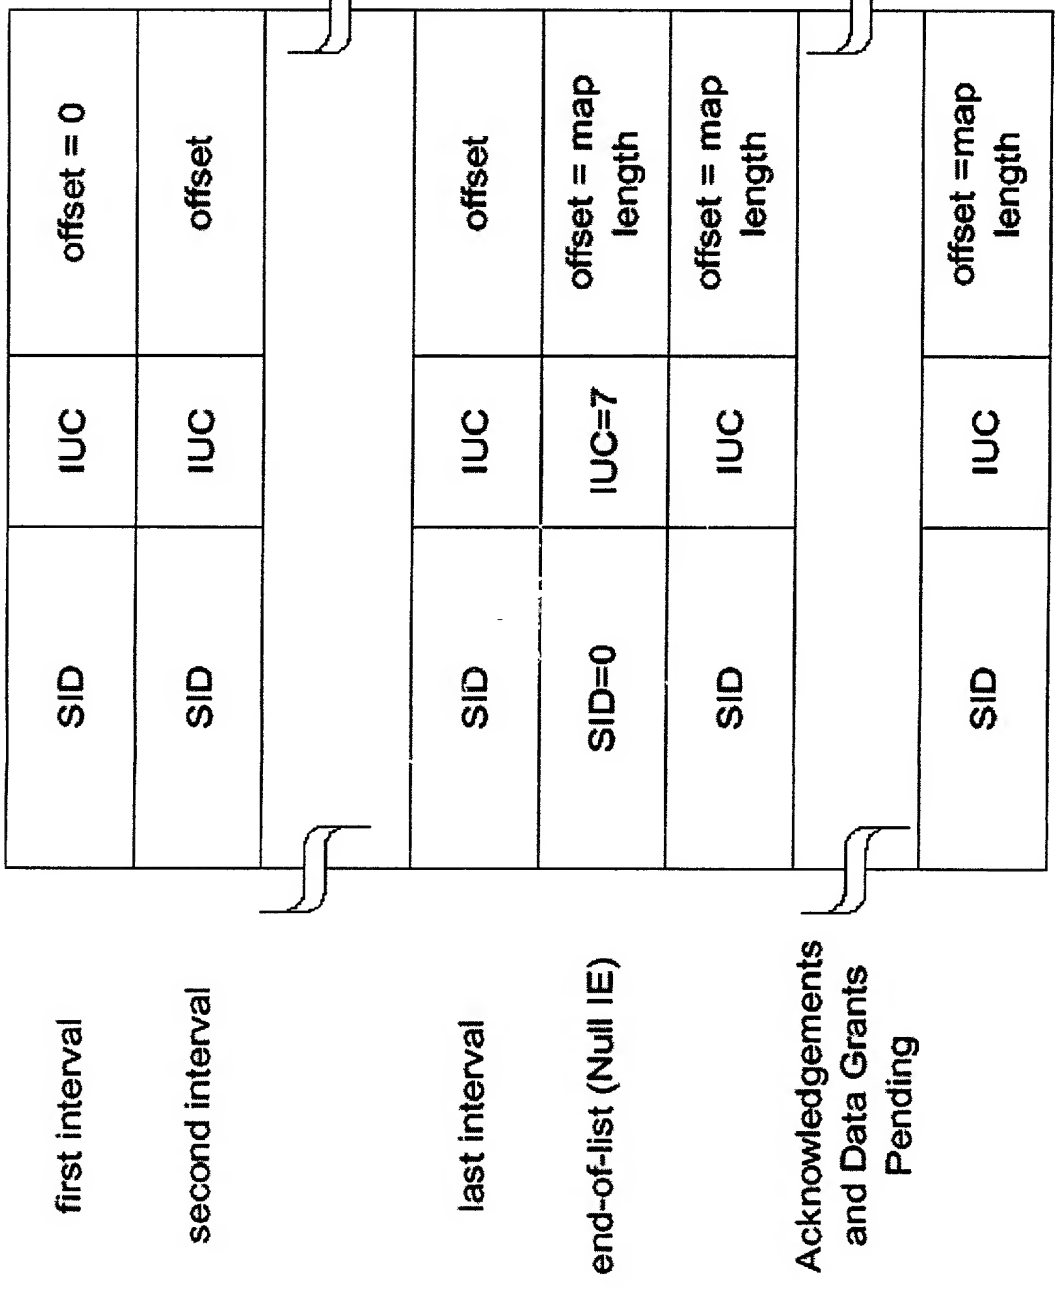 first interval
SID
IUC
offset = 0
second interval
SID
IUC
offset
last interval
SID
IUC
offset
end-of-list (Null IE)
SID=0
IUC=7
offset = map
length
SID
IUC
offset = map
length
Acknowledgements
and Data Grants
Pending
SID
IUC
offset =map
length